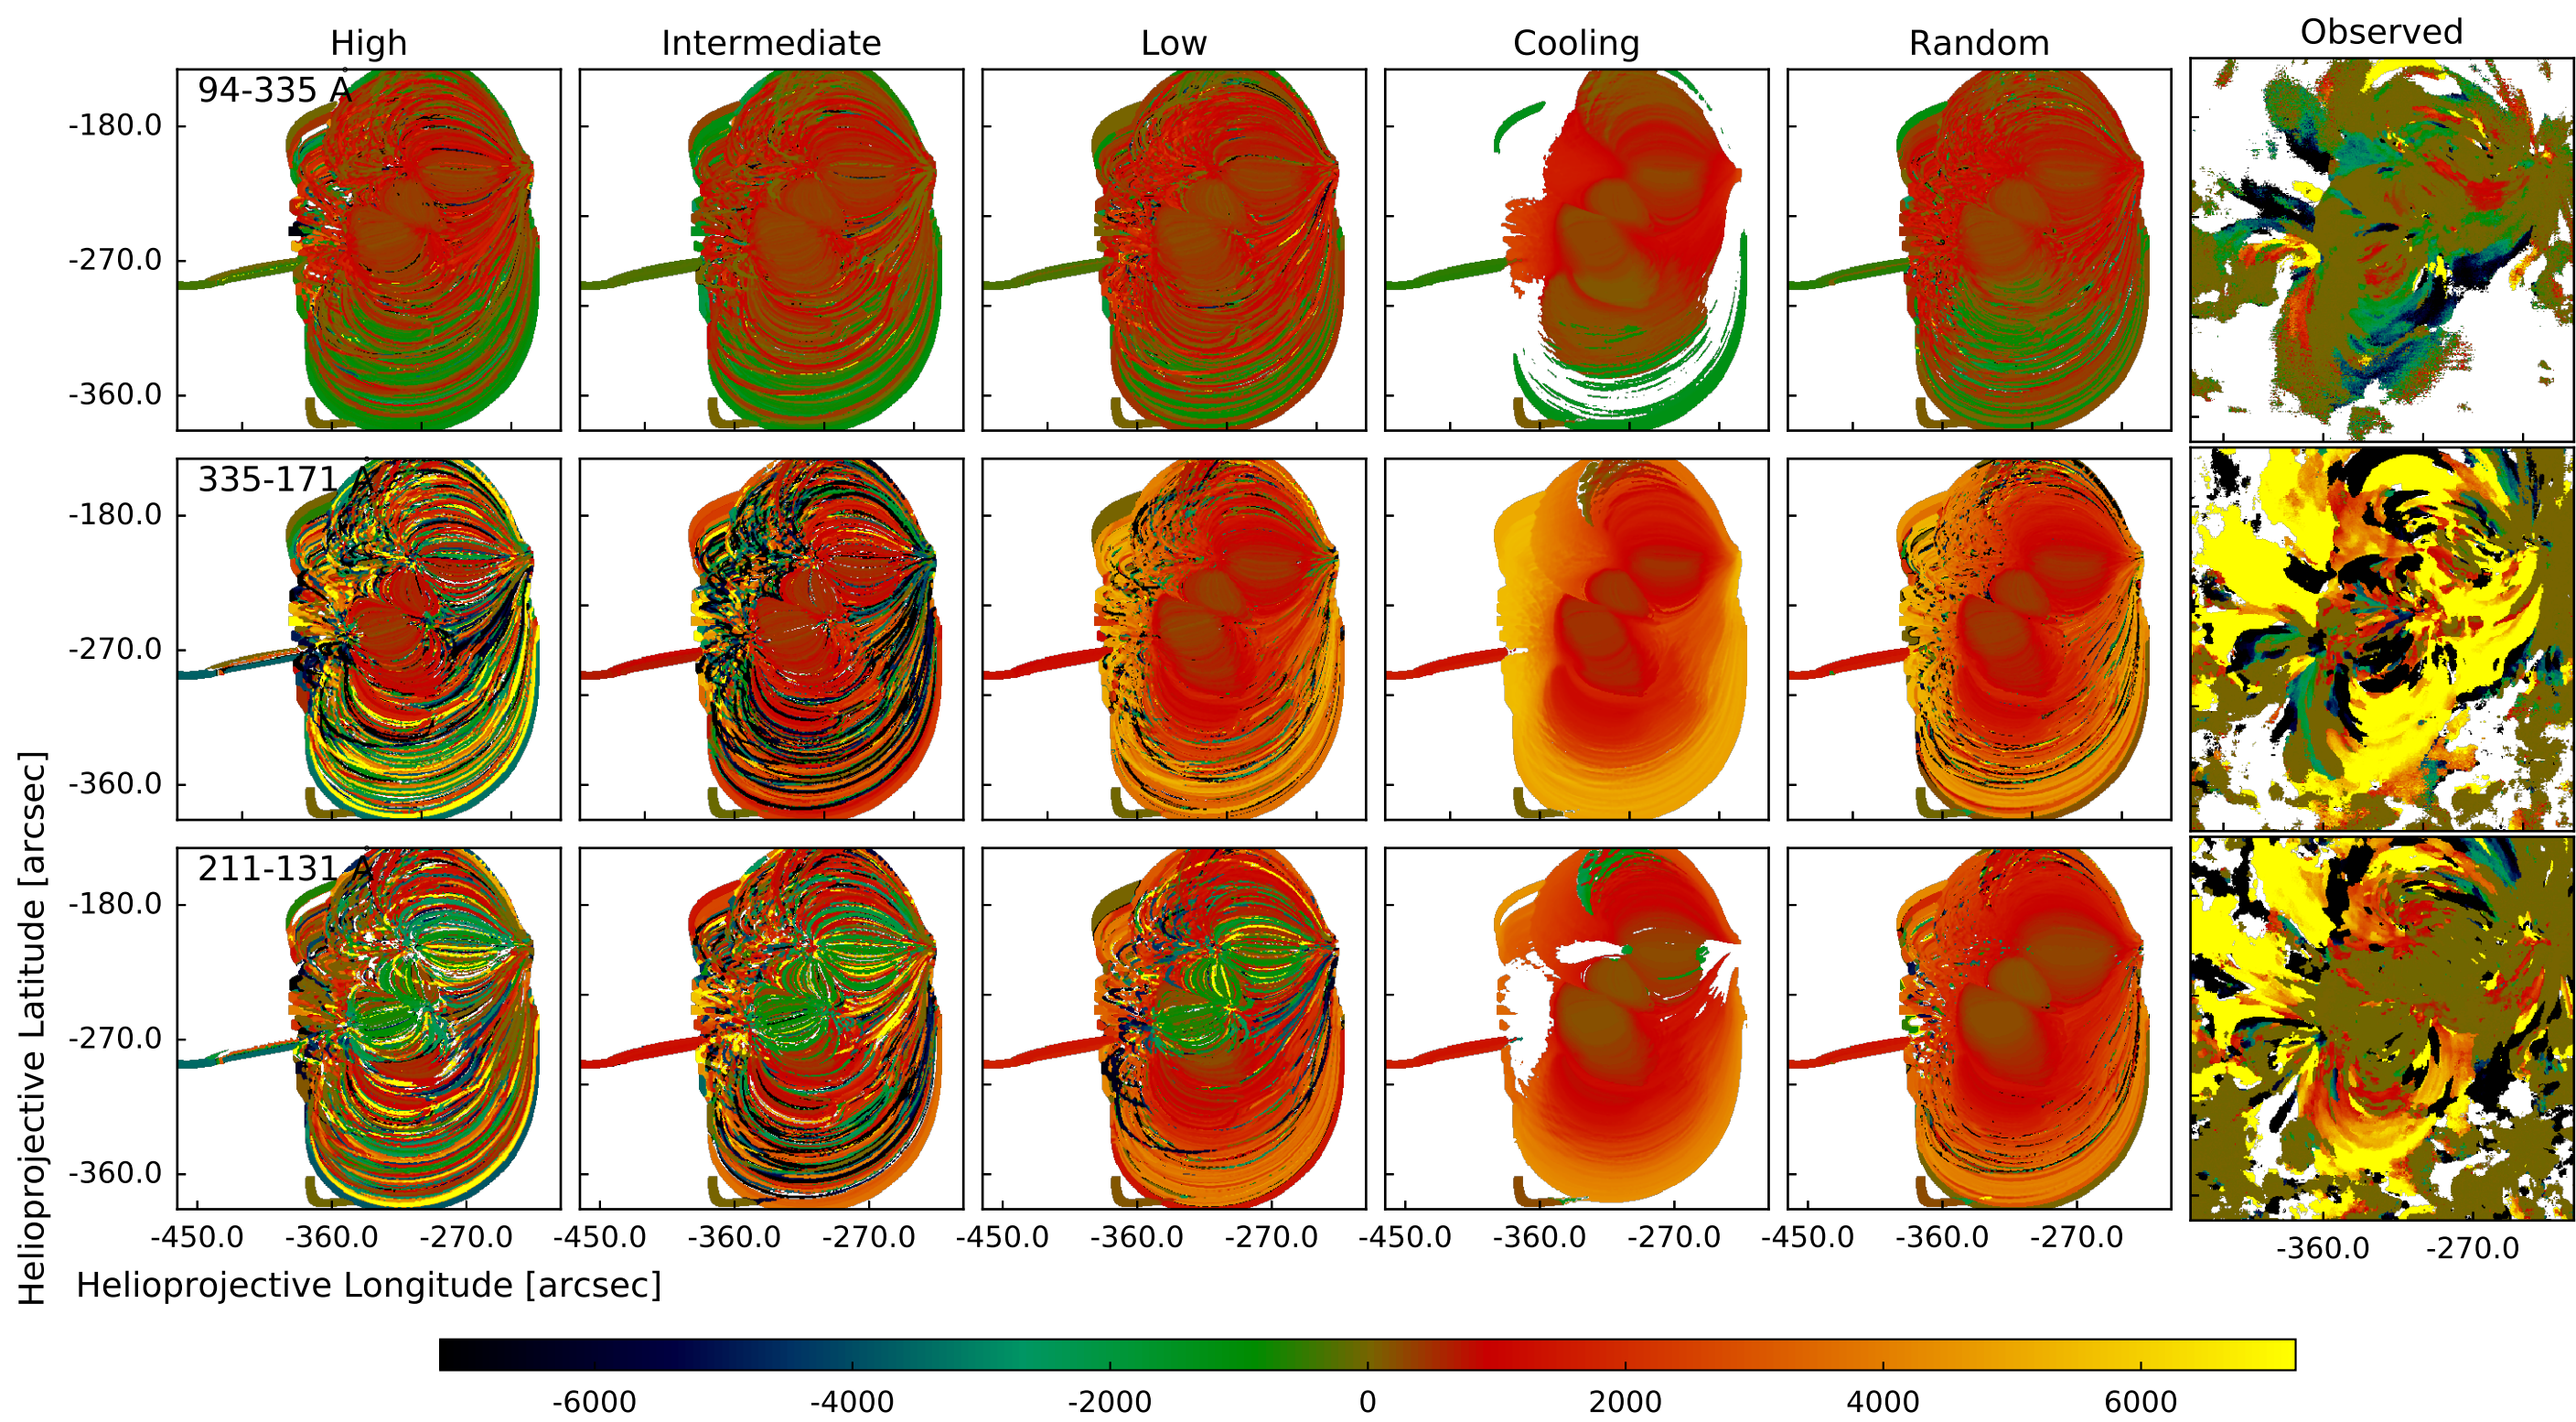 High Intermediate Low Cooling Random Observed
94-335 Å
-180.0
-270.0
-360.0
335-171 Å
-180.0
-270.0
-360.0
211-131 Å
-180.0
-270.0
-360.0
-450.0 -360.0 -270.0 -450.0 -360.0 -270.0 -450.0 -360.0 -270.0 -450.0 -360.0 -270.0 -450.0 -360.0 -270.0 -360.0 -270.0
Helioprojective Latitude [arcsec]
Helioprojective Longitude [arcsec]
-6000 -4000 -2000 0 2000 4000 6000